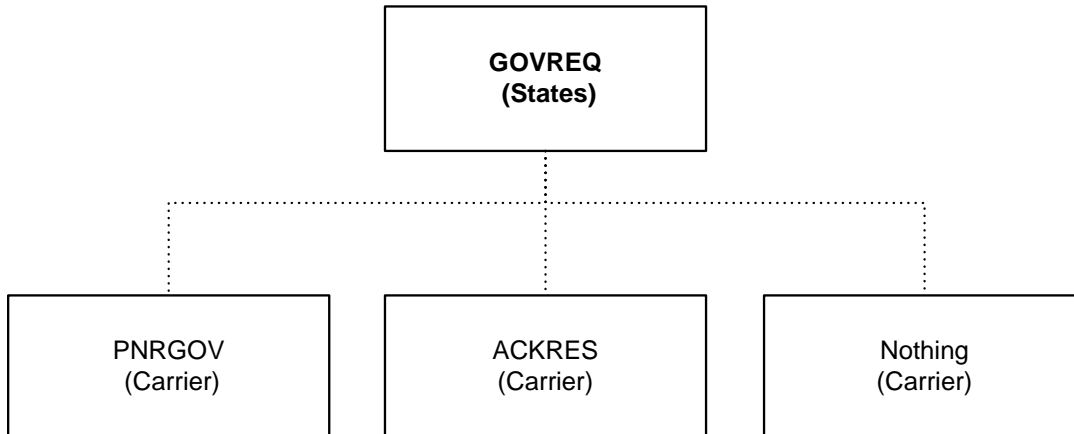 GOVREQ
(States)
PNRGOV
(Carrier)
ACKRES
(Carrier)
Nothing
(Carrier)